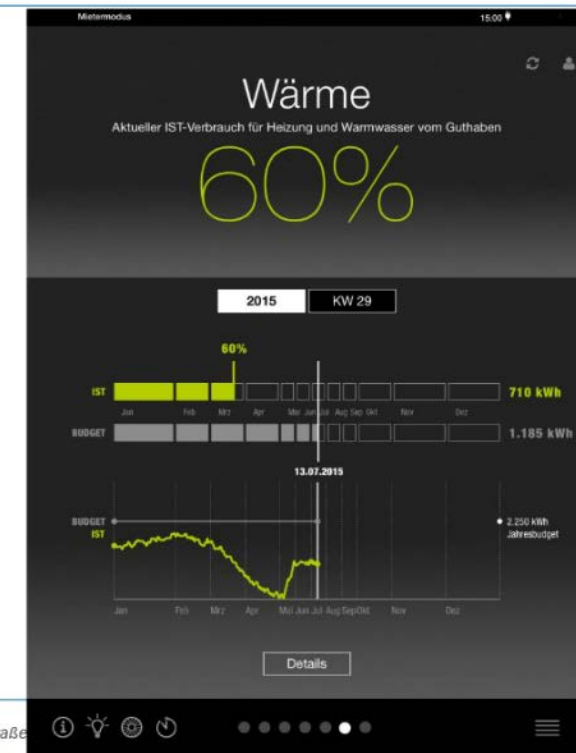 Mietermodus 15:00
Wärme
Aktueller IST-Verbrauch für Heizung und Warmwasser vom Guthaben
60%
2015 KW 29
60%
IST 710 kWh
Jan Feb Mrz Apr Mai Jun Jul Aug Sep Okt Nov Dez
BUDGET 1.185 kWh
13.07.2015
BUDGET 2.250 kWh
IST Jahresbudget
Jan Feb Mrz Apr Mai Jun Jul Aug Sep Okt Nov Dez
Details
raße